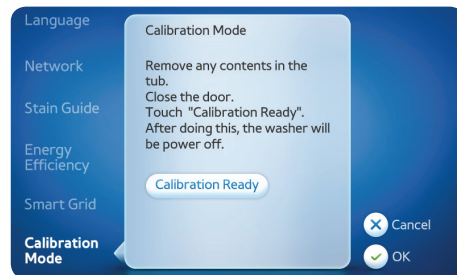 Language
Network
Stain Guide
Energy
Efficiency
Smart Grid
Calibration
Mode
Calibration Mode
Remove any contents in the
tub.
Close the door.
Touch "Calibration Ready".
After doing this, the washer will
be power off.
Calibration Ready
Cancel
OK